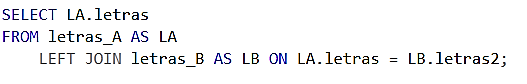 SELECT LA.letras
FROM letras_A AS LA
    LEFT JOIN letras_B AS LB ON LA.letras = LB.letras2;